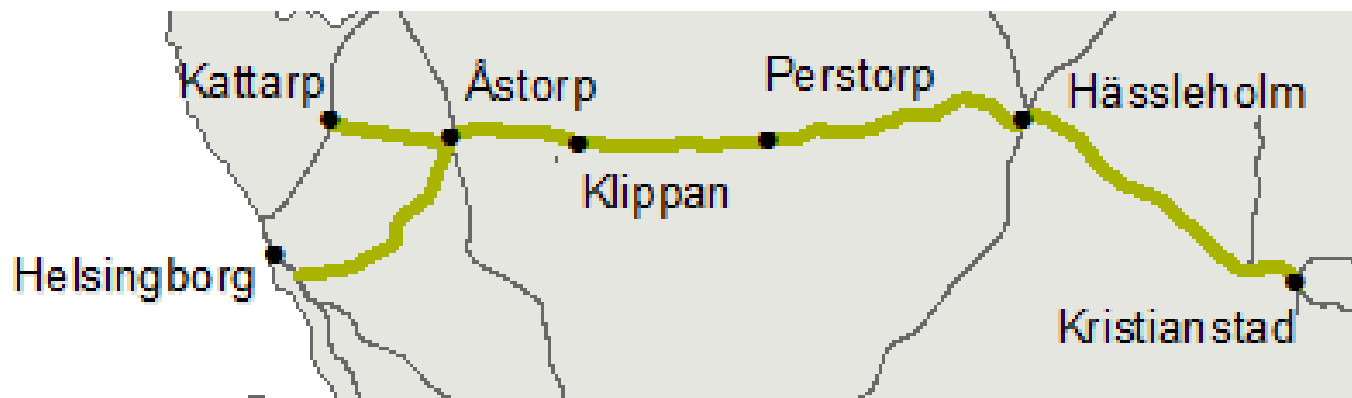 Kattarp
Åstorp
Perstorp
Hässleholm
Klippan
Helsingborg
Kristianstad